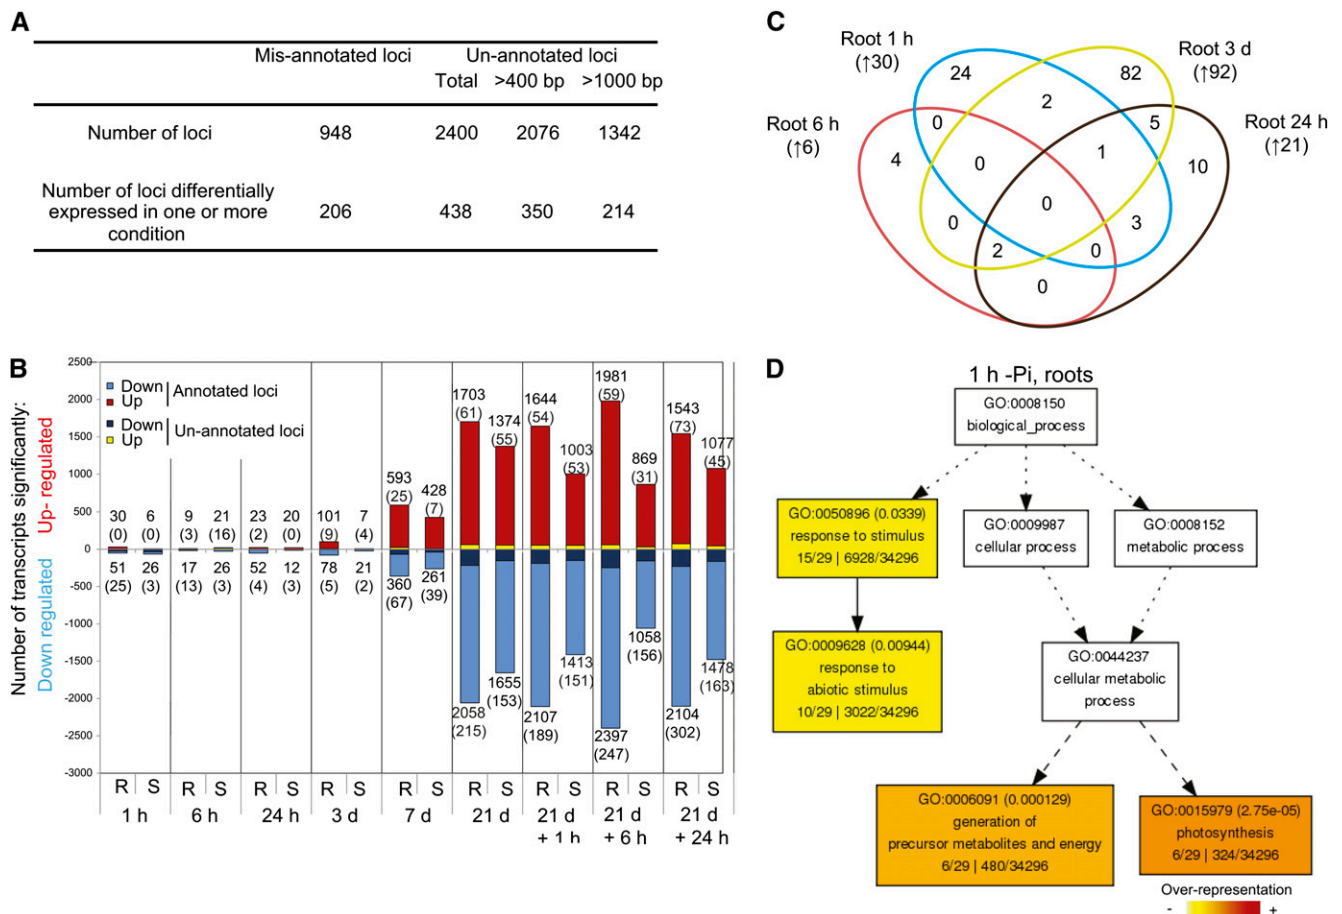 A
Mis-annotated loci
Un-annotated loci
Total >400 bp >1000 bp
Number of loci 948 2400 2076 1342
Number of loci differentially
expressed in one or more
condition
206 438 350 214
B
Number of transcripts significantly:
Down regulated
Up- regulated
2500
2000
1500
1000
500
0
-500
-1000
-1500
-2000
-2500
-3000
Down
Up
Annotated loci
Down
Up
Un-annotated loci
30
(0)
6
(0)
9
(3)
21
(16)
23
(2)
20
(0)
101
(9)
7
(4)
593
(25)
428
(7)
1703
(61)
1374
(55)
1644
(54)
1003
(53)
1981
(59)
869
(31)
1543
(73)
1077
(45)
51
(25)
26
(3)
17
(13)
26
(3)
52
(4)
12
(3)
78
(5)
21
(2)
360
(67)
261
(39)
2058
(215)
1655
(153)
2107
(189)
1413
(151)
2397
(247)
1058
(156)
2104
(302)
1478
(163)
R S R S R S R S R S R S R S R S R S
1 h 6 h 24 h 3 d 7 d 21 d 21 d 21 d 21 d
+ 1 h + 6 h + 24 h
C
Root 1 h
(↑30)
Root 3 d
(↑92)
Root 6 h
(↑6)
Root 24 h
(↑21)
24
82
2
0
5
4
0
1
10
0
0
3
2
0
0
D
1 h -Pi, roots
GO:0008150
biological_process
GO:0050896 (0.0339)
response to stimulus
15/29 | 6928/34296
GO:0009987
cellular process
GO:0008152
metabolic process
GO:0009628 (0.00944)
response to
abiotic stimulus
10/29 | 3022/34296
GO:0044237
cellular metabolic
process
GO:0006091 (0.000129)
generation of
precursor metabolites and energy
6/29 | 480/34296
GO:0015979 (2.75e-05)
photosynthesis
6/29 | 324/34296
Over-representation
- +